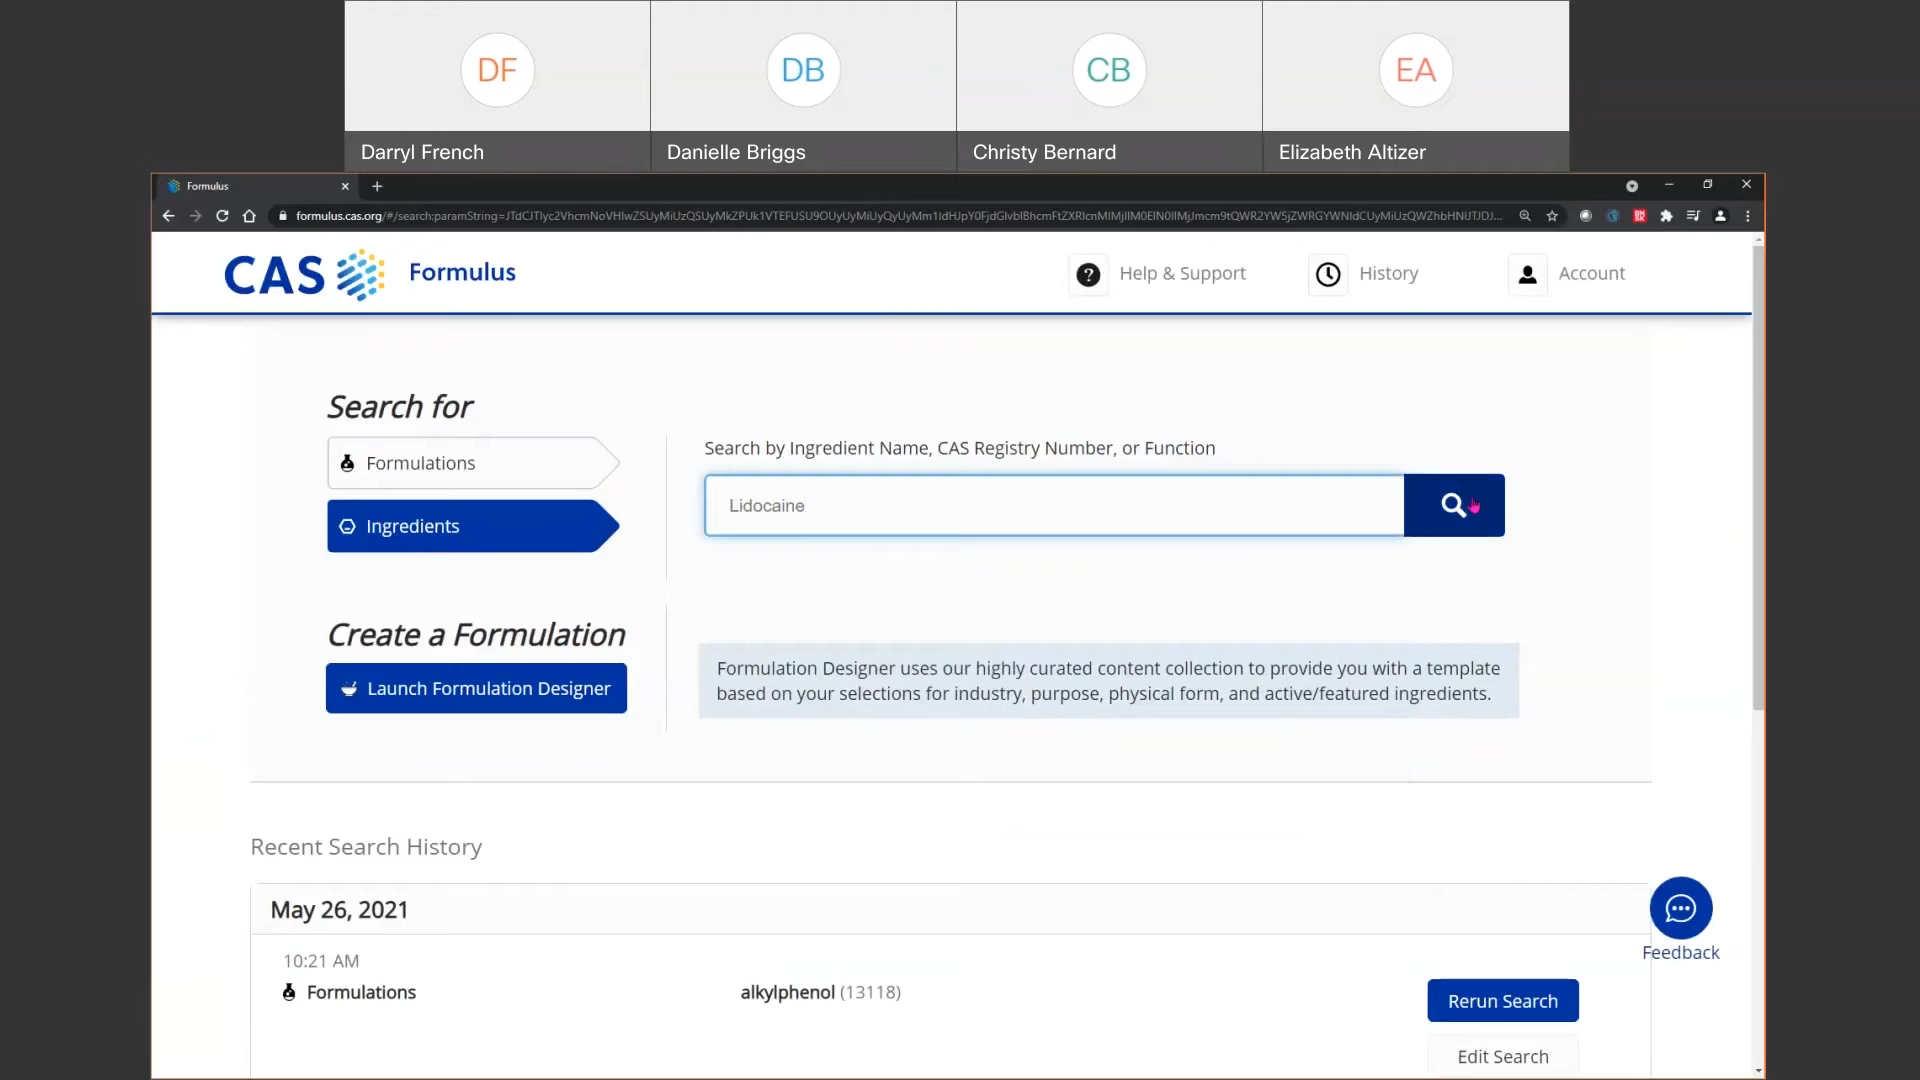 DF
DB
CB
EA
Darryl French
Danielle Briggs
Christy Bernard
Elizabeth Altizer
Formulus
CAS Formulus
Help & Support
History
Account
Search for
Formulations
Ingredients
Search by Ingredient Name, CAS Registry Number, or Function
Lidocaine
Create a Formulation
Launch Formulation Designer
Formulation Designer uses our highly curated content collection to provide you with a template
based on your selections for industry, purpose, physical form, and active/featured ingredients.
Recent Search History
May 26, 2021
10:21 AM
Formulations
alkylphenol (13118)
Rerun Search
Edit Search
Feedback